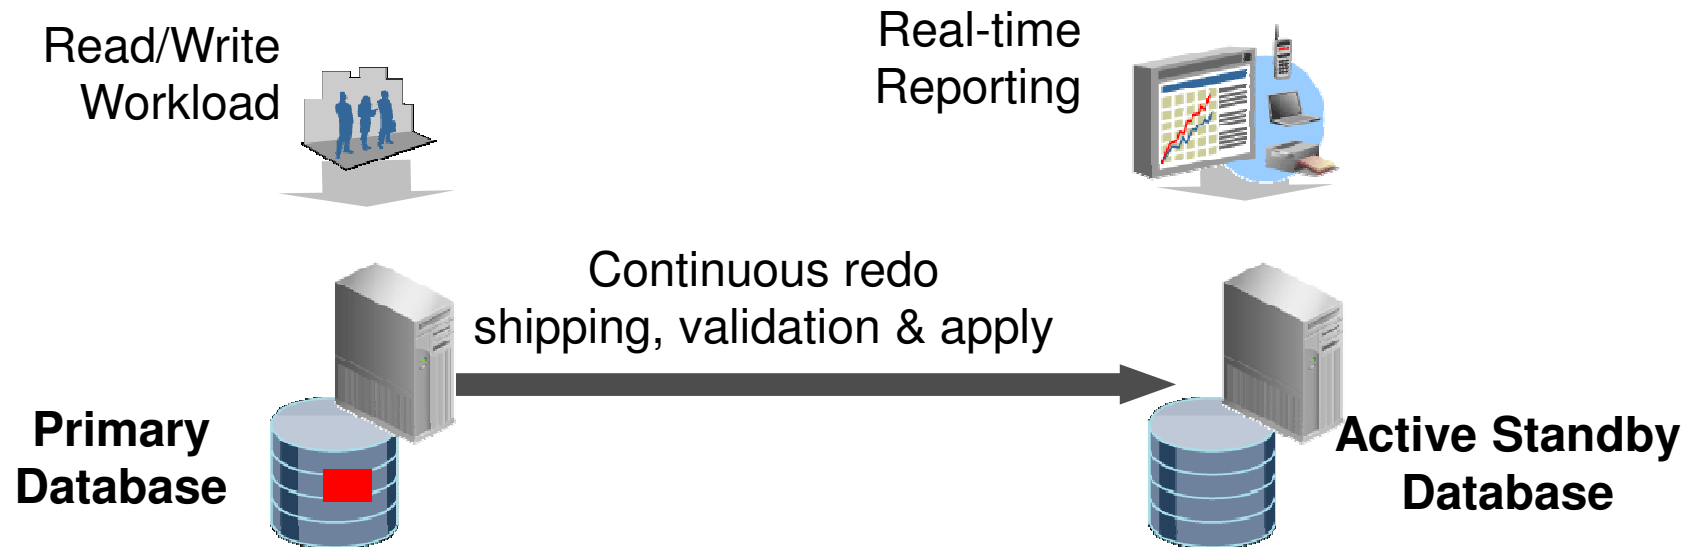 Read/Write
Workload
Real-time
Reporting
Continuous redo
shipping, validation & apply
Primary
Database
Active Standby
Database